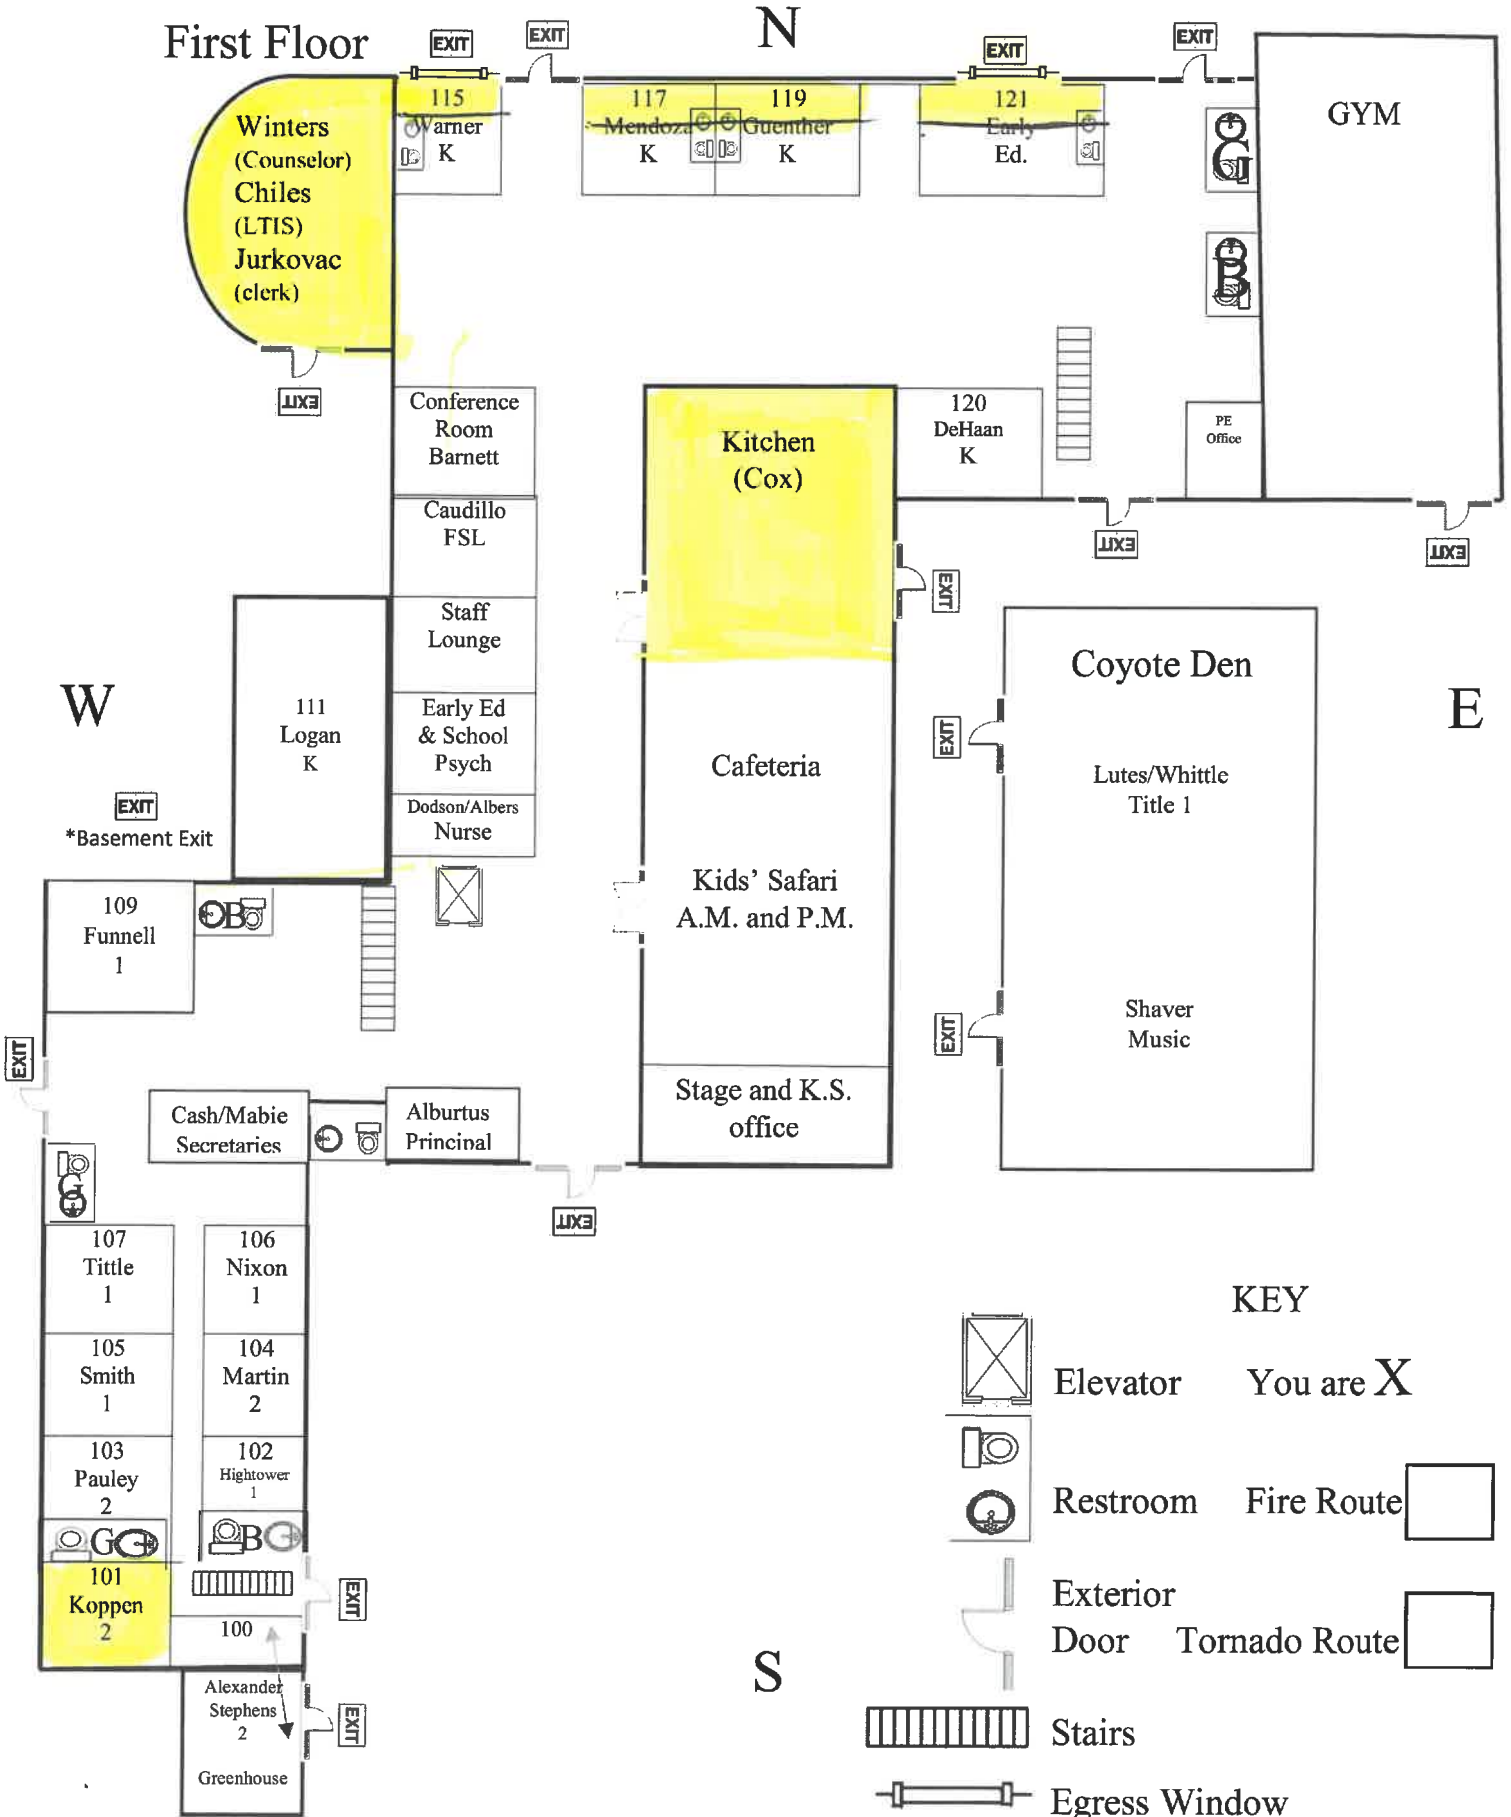 First Floor
EXIT
EXIT
N
EXIT
EXIT
115
Warner
K
117
Mendoza
K
119
Guenther
K
121
Early
Ed.
GYM
Winters
(Counselor)
Chiles
(LTIS)
Jurkovac
(clerk)
G
B
EXIT
Conference
Room
Barnett
Kitchen
(Cox)
120
DeHaan
K
PE
Office
Caudillo
FSL
EXIT
EXIT
EXIT
Staff
Lounge
W
111
Logan
K
Early Ed
& School
Psych
Dodson/Albers
Nurse
Cafeteria
Kids' Safari
A.M. and P.M.
Coyote Den
E
EXIT
Lutes/Whittle
Title 1
EXIT
*Basement Exit
109
Funnell
1
B
EXIT
Shaver
Music
EXIT
Cash/Mabie
Secretaries
Alburtus
Principal
Stage and K.S.
office
G
EXIT
107
Tittle
1
106
Nixon
1
105
Smith
1
104
Martin
2
103
Pauley
2
102
Hightower
1
G
B
101
Koppen
2
100
EXIT
Alexander
Stephens
2
EXIT
Greenhouse
S
KEY
Elevator You are X
Restroom Fire Route
Exterior
Door Tornado Route
Stairs
Egress Window